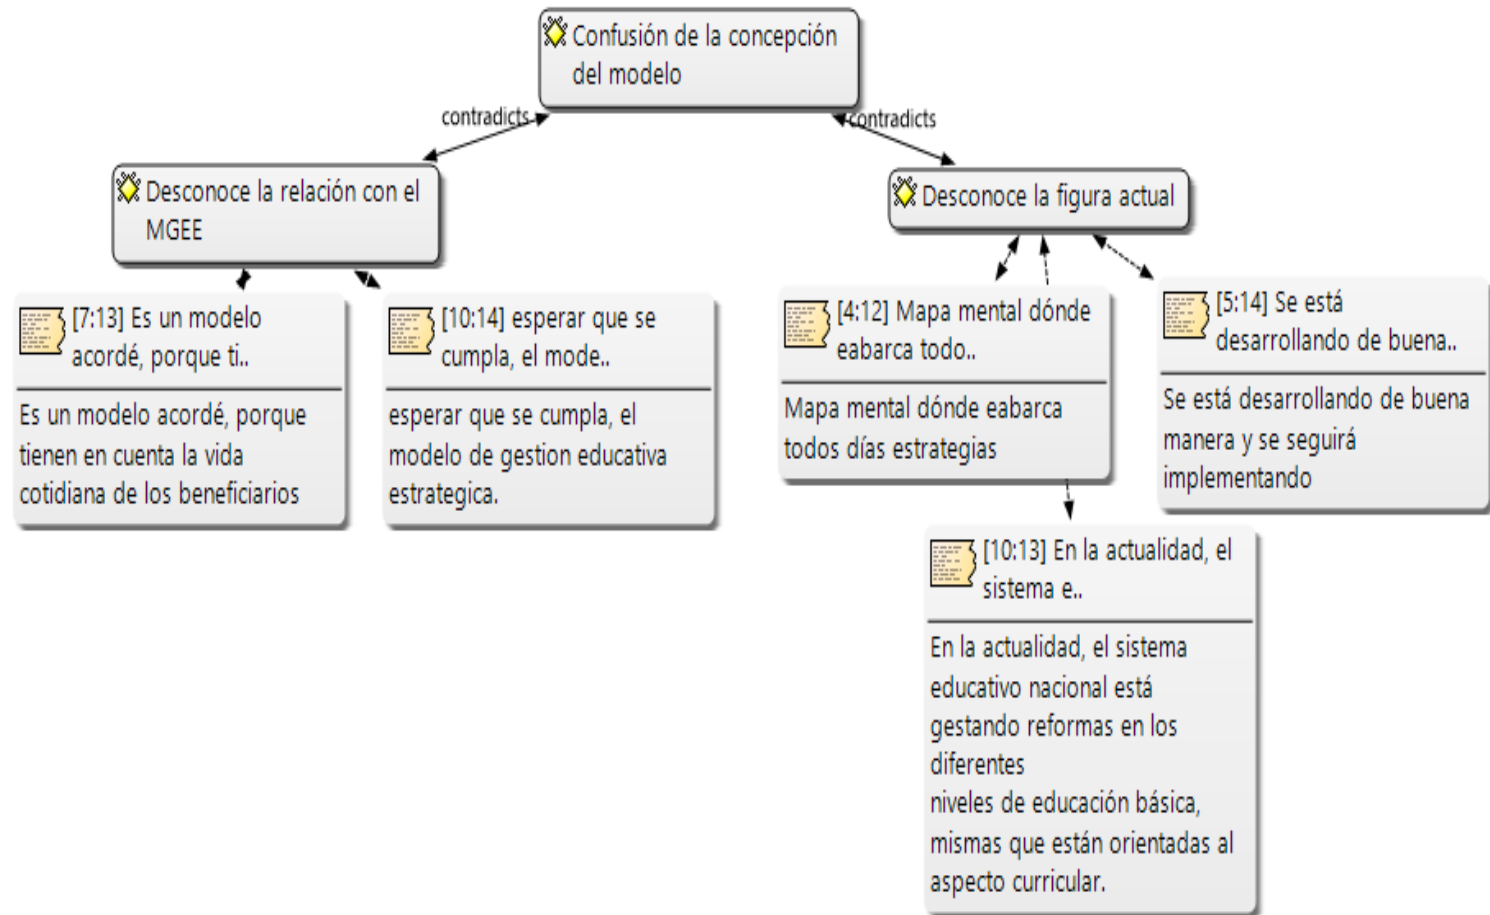 Confusión de la concepción
del modelo
contradicts
contradicts
Desconoce la relación con el
MGEE
Desconoce la figura actual
[7:13] Es un modelo
acordé, porque ti..
Es un modelo acordé, porque
tienen en cuenta la vida
cotidiana de los beneficiarios
[10:14] esperar que se
cumpla, el mode..
esperar que se cumpla, el
modelo de gestion educativa
estrategica.
[4:12] Mapa mental dónde
eabarca todo..
Mapa mental dónde eabarca
todos días estrategias
[5:14] Se está
desarrollando de buena..
Se está desarrollando de buena
manera y se seguirá
implementando
[10:13] En la actualidad, el
sistema e..
En la actualidad, el sistema
educativo nacional está
gestando reformas en los
diferentes
niveles de educación básica,
mismas que están orientadas al
aspecto curricular.